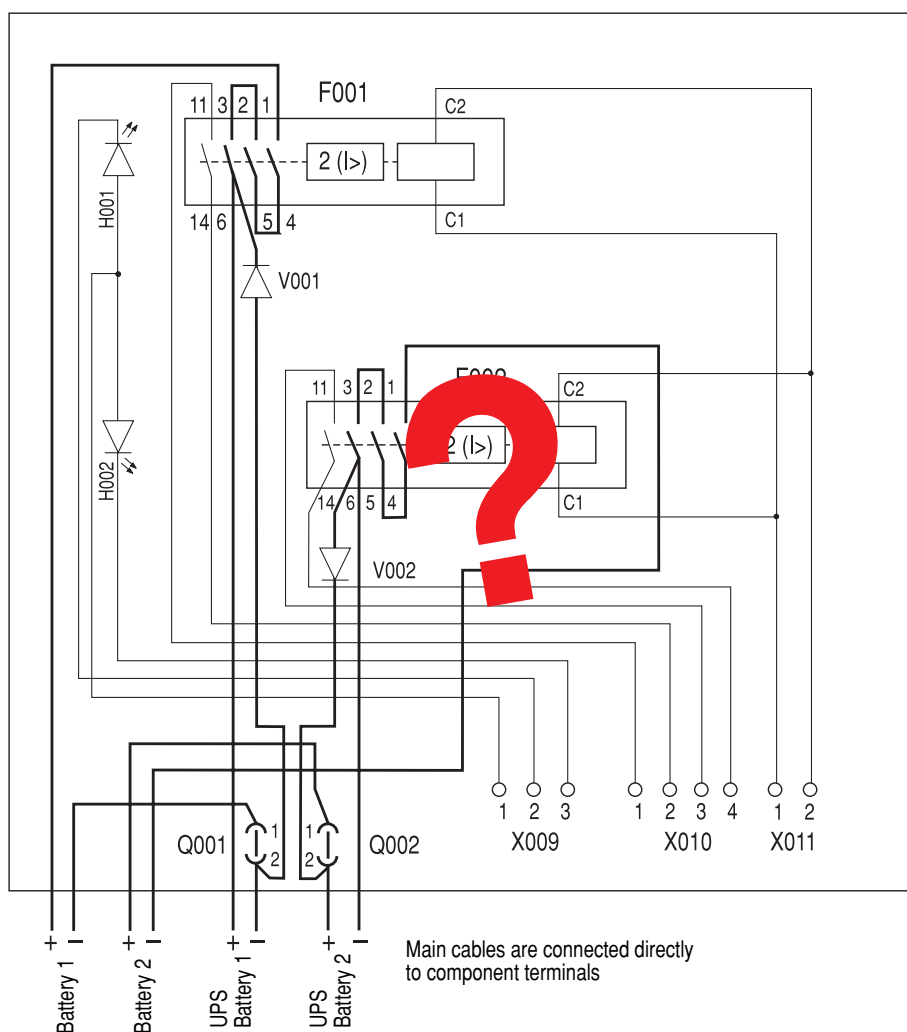 F001
11 3 2 1 C2
2 (I>)
H001
14 6 5 4 C1
V001
11 3 2 1 C2
2 (I>)
H002
14 6 5 4 C1
V002
?
1 2 3 1 2 3 4 1 2
Q001 1 2 1 2 Q002 X009 X010 X011
+ − + − + − + −
Battery 1
Battery 2
UPS
Battery 1
UPS
Battery 2
Main cables are connected directly
to component terminals